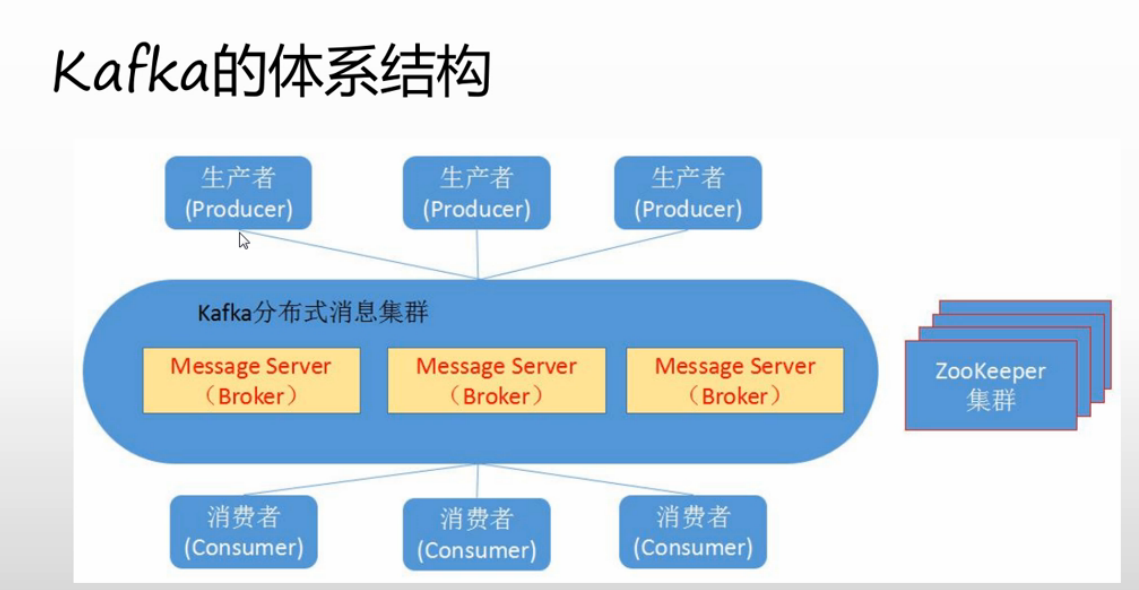 Kafka的体系结构
生产者
(Producer)
生产者
(Producer)
生产者
(Producer)
Kafka分布式消息集群
Message Server
（Broker）
Message Server
（Broker）
Message Server
（Broker）
ZooKeeper
集群
消费者
(Consumer)
消费者
(Consumer)
消费者
(Consumer)